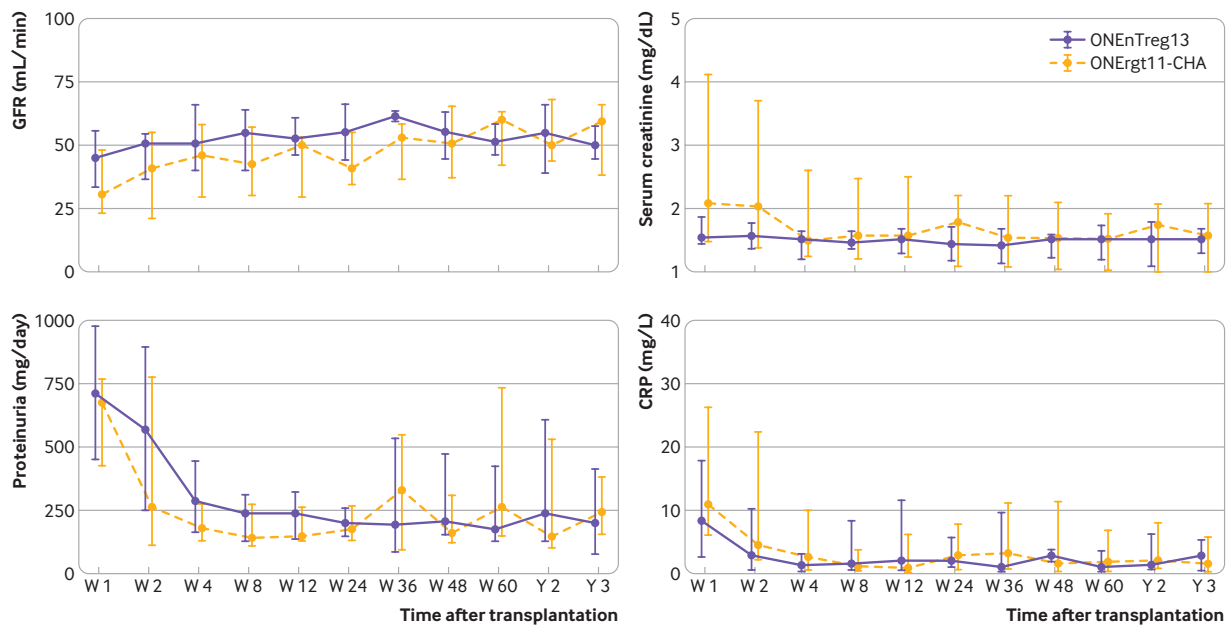 GFR (mL/min)
100
75
50
25
0
Serum creatinine (mg/dL)
5
4
3
2
1
ONEnTreg13
ONErgt11-CHA
Proteinuria (mg/day)
1000
750
500
250
0
W 1 W 2 W 4 W 8 W 12 W 24 W 36 W 48 W 60 Y 2 Y 3
Time after transplantation
CRP (mg/L)
40
30
20
10
0
W 1 W 2 W 4 W 8 W 12 W 24 W 36 W 48 W 60 Y 2 Y 3
Time after transplantation